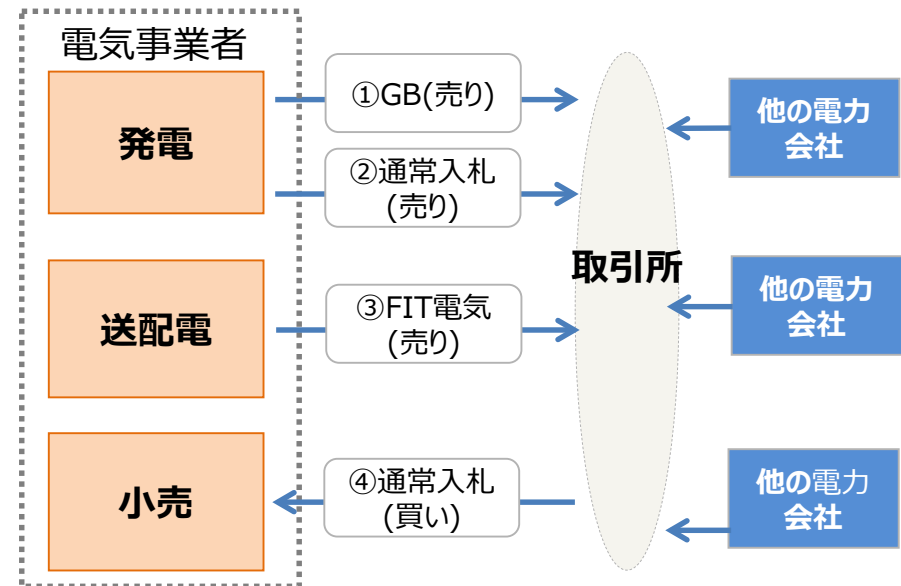 電気事業者
発電
①GB(売り)
②通常入札
(売り)
送配電
③FIT電気
(売り)
小売
④通常入札
(買い)
取引所
他の電力
会社
他の電力
会社
他の電力
会社